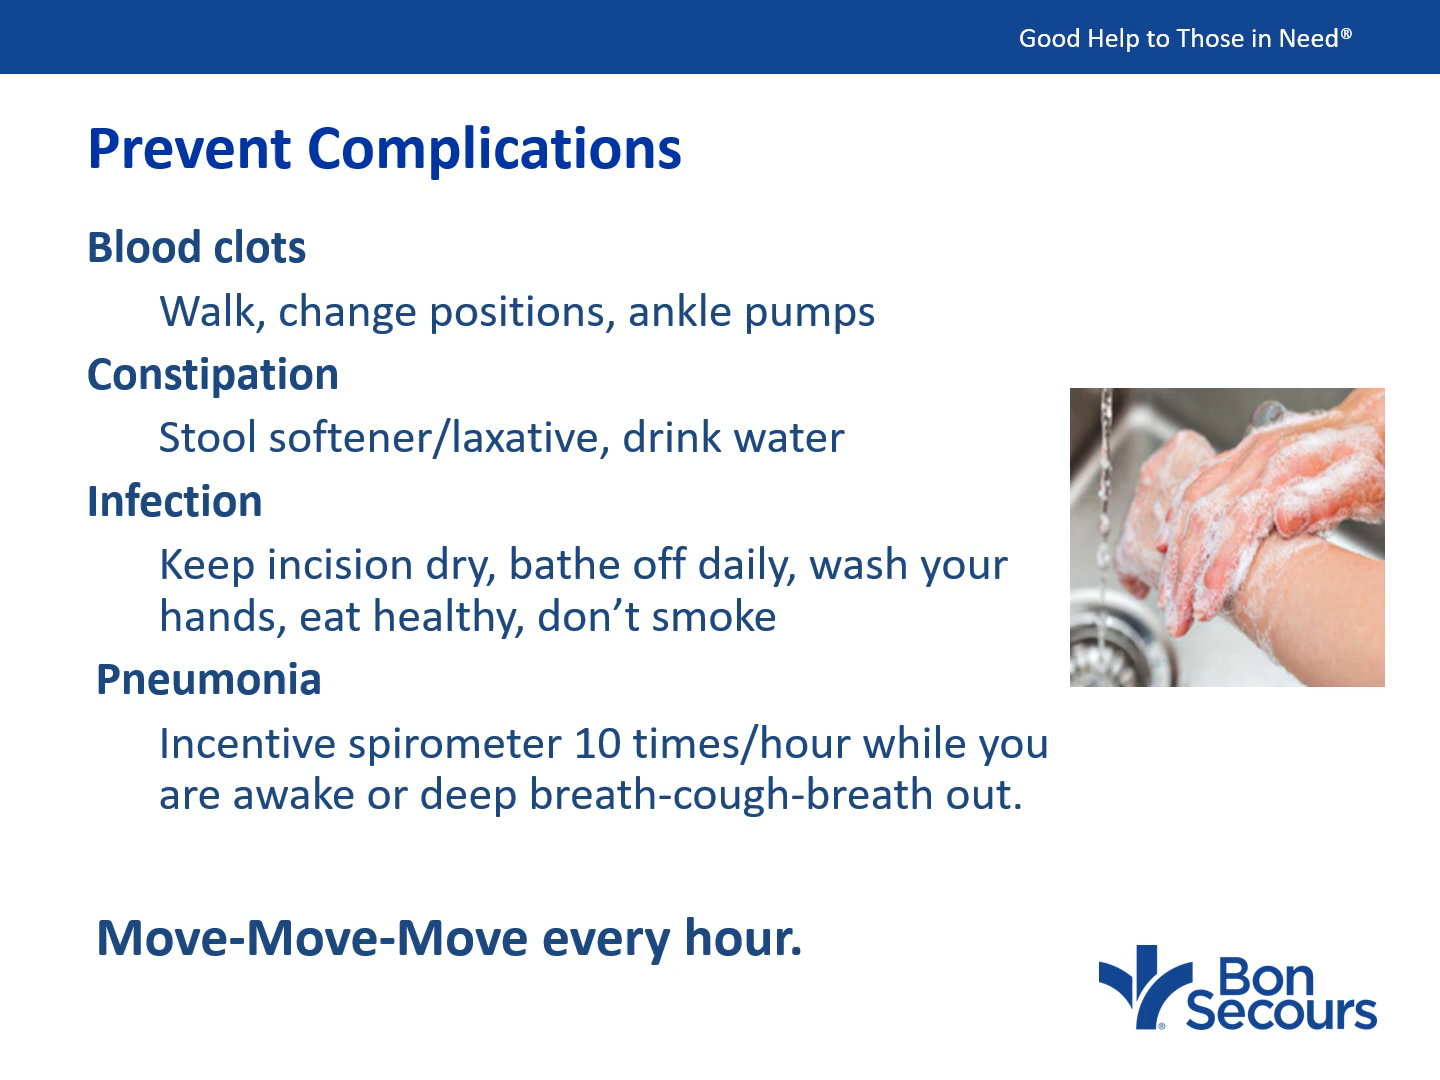 Good Help to Those in Need®
Prevent Complications
Blood clots
Walk, change positions, ankle pumps
Constipation
Stool softener/laxative, drink water
Infection
Keep incision dry, bathe off daily, wash your
hands, eat healthy, don’t smoke
Pneumonia
Incentive spirometer 10 times/hour while you
are awake or deep breath-cough-breath out.
Move-Move-Move every hour.
Bon
Secours
®